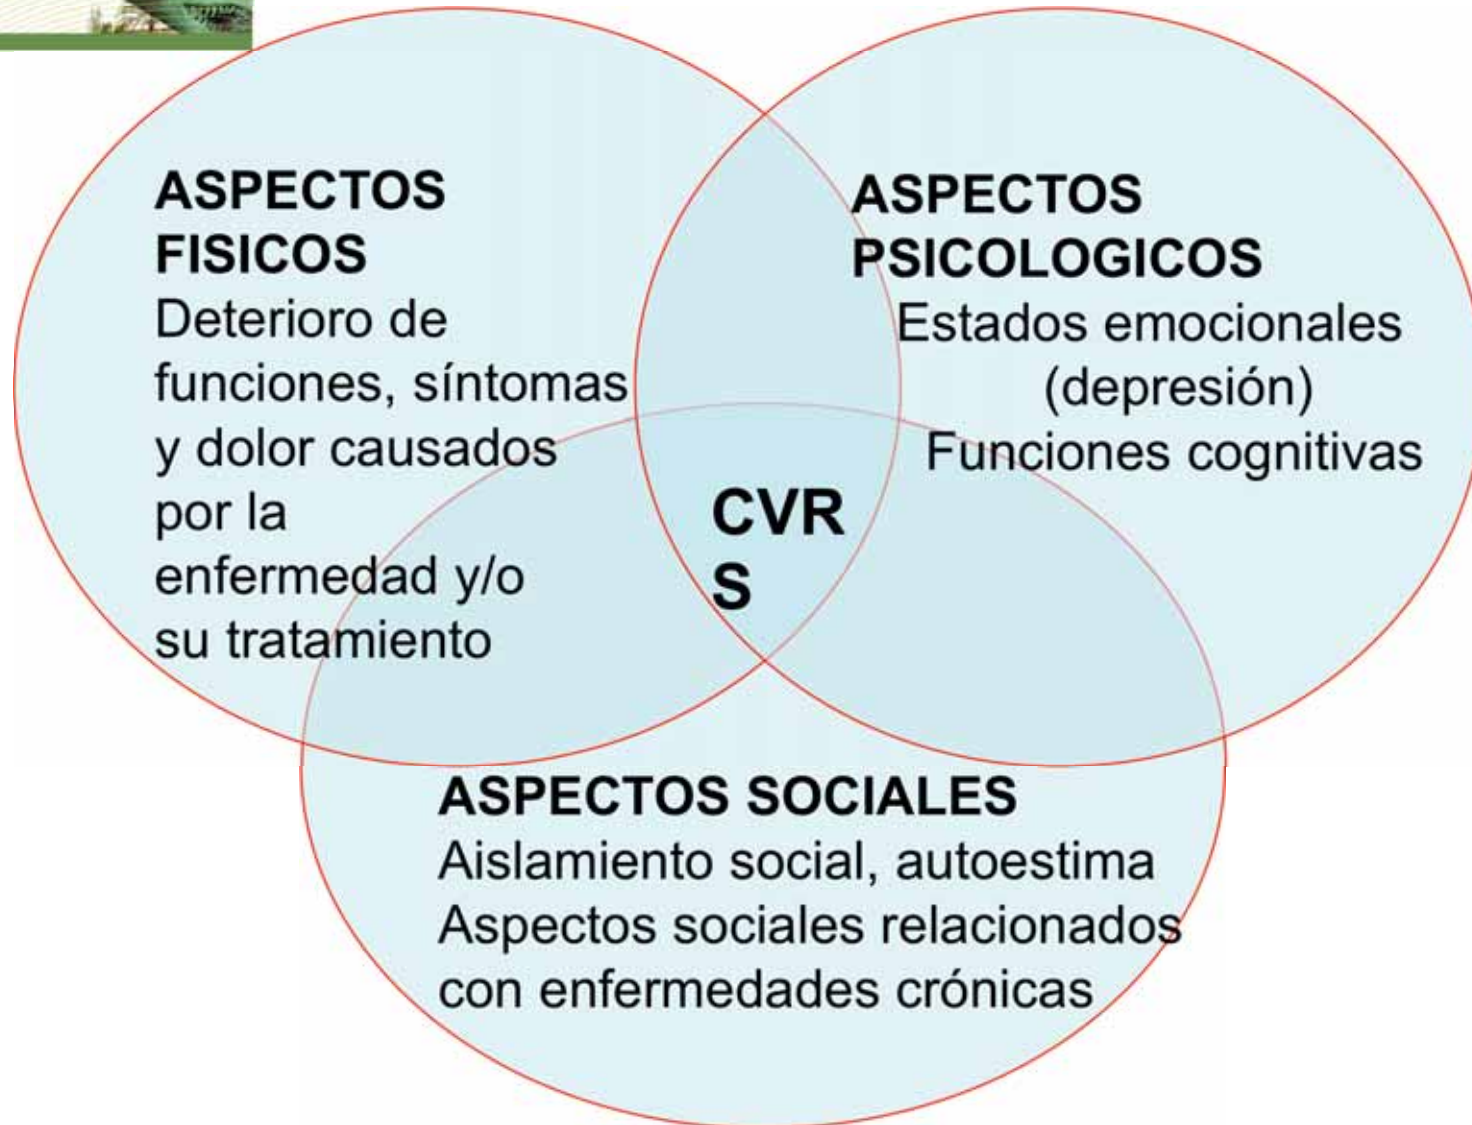 ASPECTOS
FISICOS
Deterioro de
funciones, síntomas
y dolor causados
por la
enfermedad y/o
su tratamiento
ASPECTOS
PSICOLOGICOS
Estados emocionales
(depresión)
Funciones cognitivas
CVR
S
ASPECTOS SOCIALES
Aislamiento social, autoestima
Aspectos sociales relacionados
con enfermedades crónicas